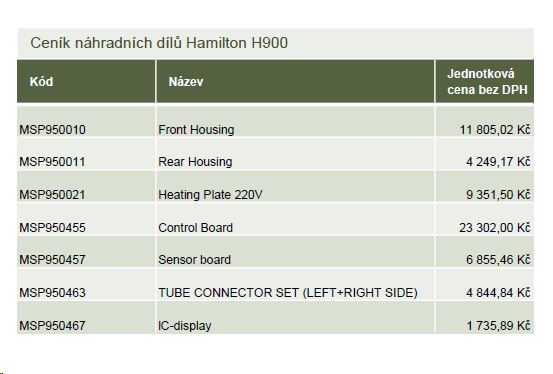 Ceník náhradních dílů Hamilton H900
Kód Název Jednotková cena bez DPH
MSP950010 Front Housing 11 805,02 Kč
MSP950011 Rear Housing 4 249,17 Kč
MSP950021 Heating Plate 220V 9 351,50 Kč
MSP950455 Control Board 23 302,00 Kč
MSP950457 Sensor board 6 855,46 Kč
MSP950463 TUBE CONNECTOR SET (LEFT+RIGHT SIDE) 4 844,84 Kč
MSP950467 IC-display 1 735,89 Kč